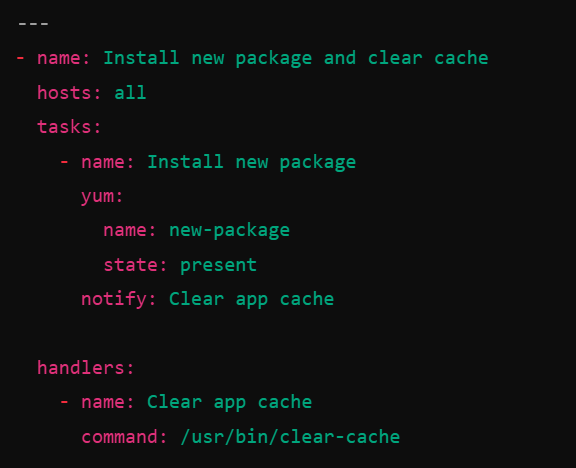 ---
- name: Install new package and clear cache
  hosts: all
  tasks:
    - name: Install new package
      yum:
        name: new-package
        state: present
      notify: Clear app cache

  handlers:
    - name: Clear app cache
      command: /usr/bin/clear-cache